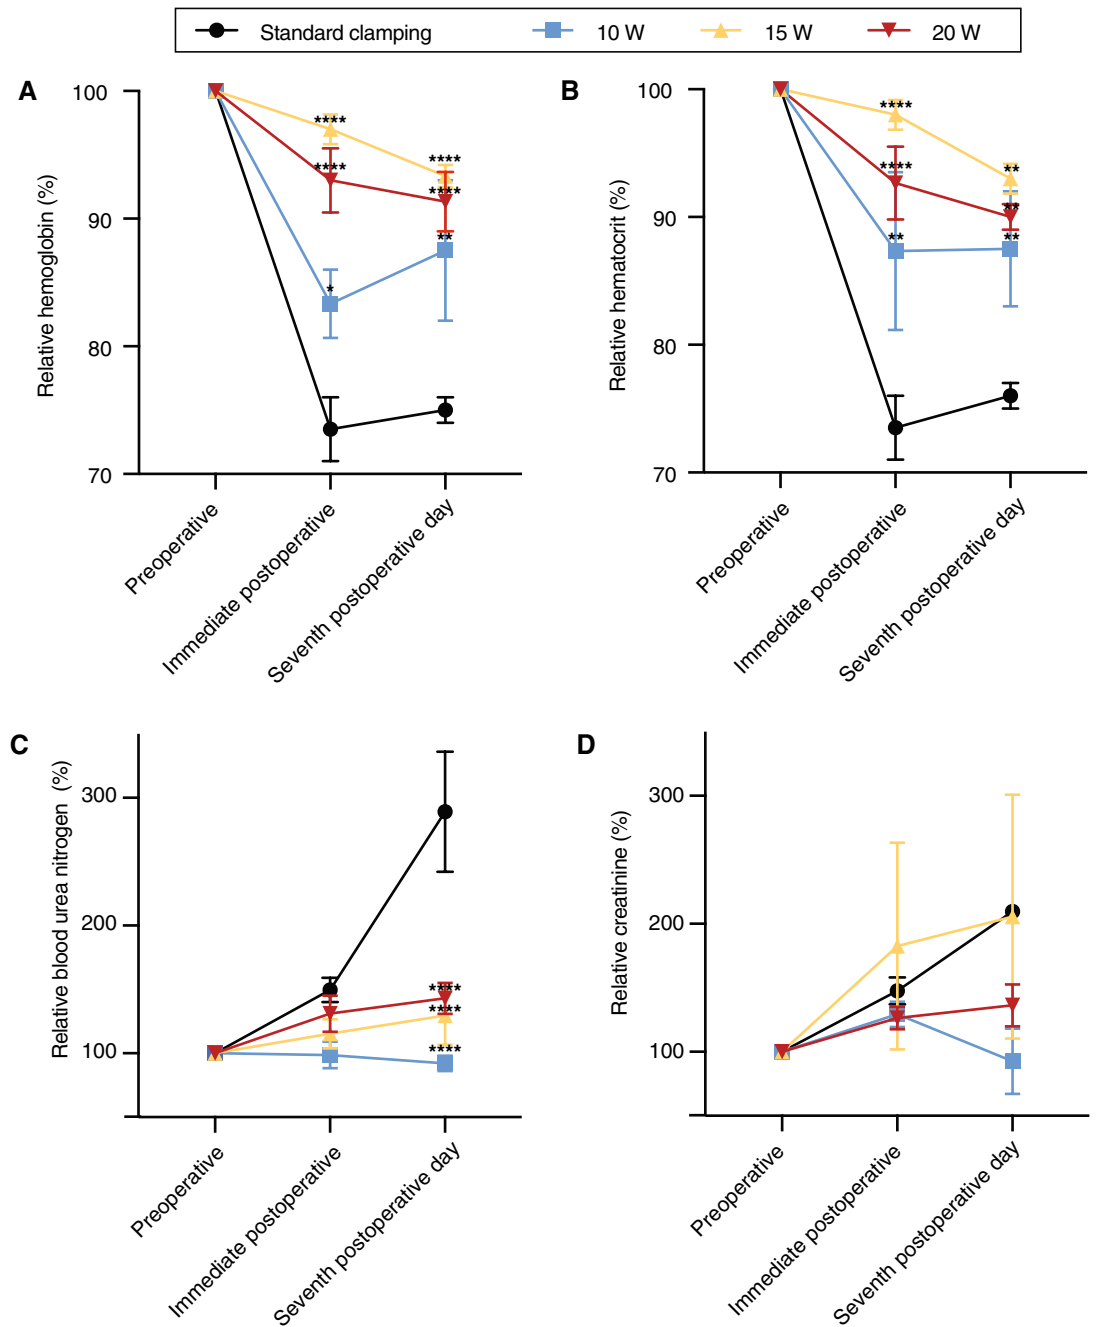 Standard clamping 10 W 15 W 20 W
A
Relative hemoglobin (%)
100
90
80
70
****
****
*
****
****
**
Preoperative
Immediate postoperative
Seventh postoperative day
B
Relative hematocrit (%)
100
90
80
70
****
****
**
**
**
**
Preoperative
Immediate postoperative
Seventh postoperative day
C
Relative blood urea nitrogen (%)
300
200
100
****
****
****
Preoperative
Immediate postoperative
Seventh postoperative day
D
Relative creatinine (%)
300
200
100
Preoperative
Immediate postoperative
Seventh postoperative day